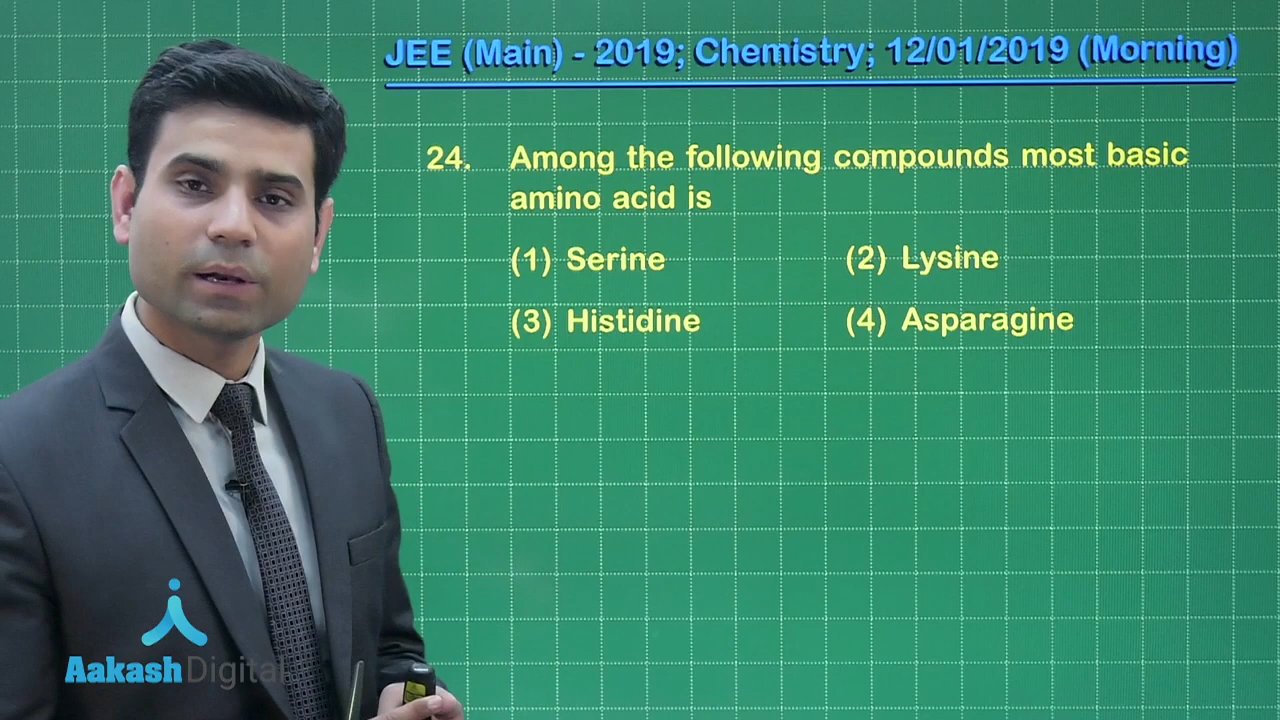 JEE (Main) - 2019; Chemistry; 12/01/2019 (Morning)
24. Among the following compounds most basic
amino acid is
(1) Serine (2) Lysine
(3) Histidine (4) Asparagine
Aakash Digital